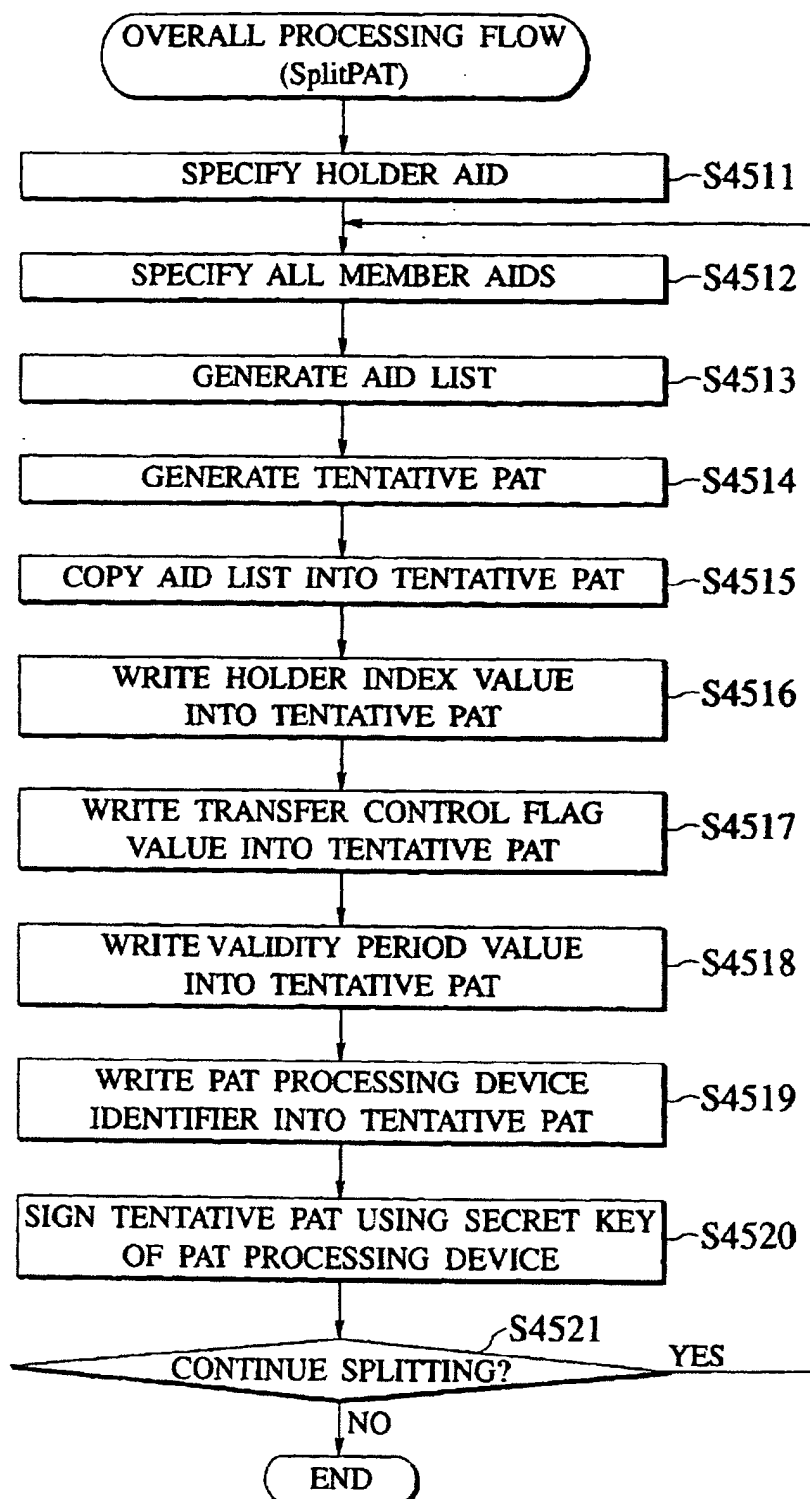 OVERALL PROCESSING FLOW
(SplitPAT)
SPECIFY HOLDER AID
S4511
SPECIFY ALL MEMBER AIDS
S4512
GENERATE AID LIST
S4513
GENERATE TENTATIVE PAT
S4514
COPY AID LIST INTO TENTATIVE PAT
S4515
WRITE HOLDER INDEX VALUE
INTO TENTATIVE PAT
S4516
WRITE TRANSFER CONTROL FLAG
VALUE INTO TENTATIVE PAT
S4517
WRITE VALIDITY PERIOD VALUE
INTO TENTATIVE PAT
S4518
WRITE PAT PROCESSING DEVICE
IDENTIFIER INTO TENTATIVE PAT
S4519
SIGN TENTATIVE PAT USING SECRET KEY
OF PAT PROCESSING DEVICE
S4520
S4521
CONTINUE SPLITTING?
YES
NO
END